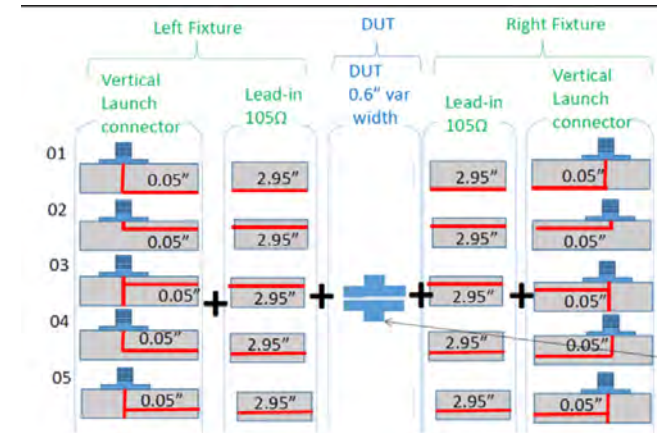 Left Fixture
DUT
Right Fixture
Vertical
Launch
connector
Lead-in
105Ω
DUT
0.6" var
width
Lead-in
105Ω
Vertical
Launch
connector
01
0.05"
2.95"
2.95"
0.05"
02
0.05"
2.95"
2.95"
0.05"
03
0.05"
+
2.95"
+
+
2.95"
+
0.05"
04
0.05"
2.95"
2.95"
0.05"
05
0.05"
2.95"
2.95"
0.05"